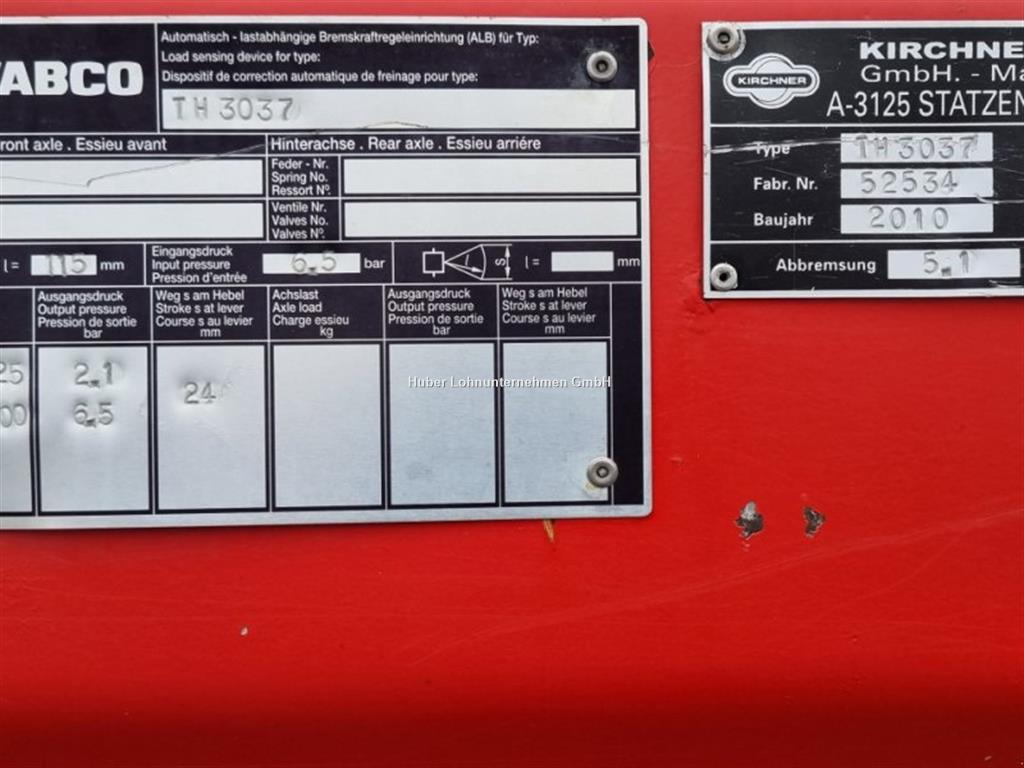 WABCO
Automatisch - lastabhängige Bremskraftregeleinrichtung (ALB) für Typ:
Load sensing device for type:
Dispositif de correction automatique de freinage pour type:
TH 3037
ront axle . Essieu avant
Hinterachse . Rear axle . Essieu arriére
Feder - Nr.
Spring No.
Ressort Nº.
Ventile Nr.
Valves No.
Valves Nº.
l = 115 mm
Eingangsdruck
Input pressure
Pression d'entrée
6,5 bar
l = mm
S
Ausgangsdruck
Output pressure
Pression de sortie
bar
Weg s am Hebel
Stroke s at lever
Course s au levier
mm
Achslast
Axle load
Charge essieu
kg
Ausgangsdruck
Output pressure
Pression de sortie
bar
Weg s am Hebel
Stroke s at lever
Course s au levier
mm
25 2,1
24
00 6,5
Huber Lohnunternehmen GmbH
KIRCHNER
KIRCHNE
GmbH. - Ma
A-3125 STATZEN
Type TH3037
Fabr. Nr. 52534
Baujahr 2010
Abbremsung 5,1